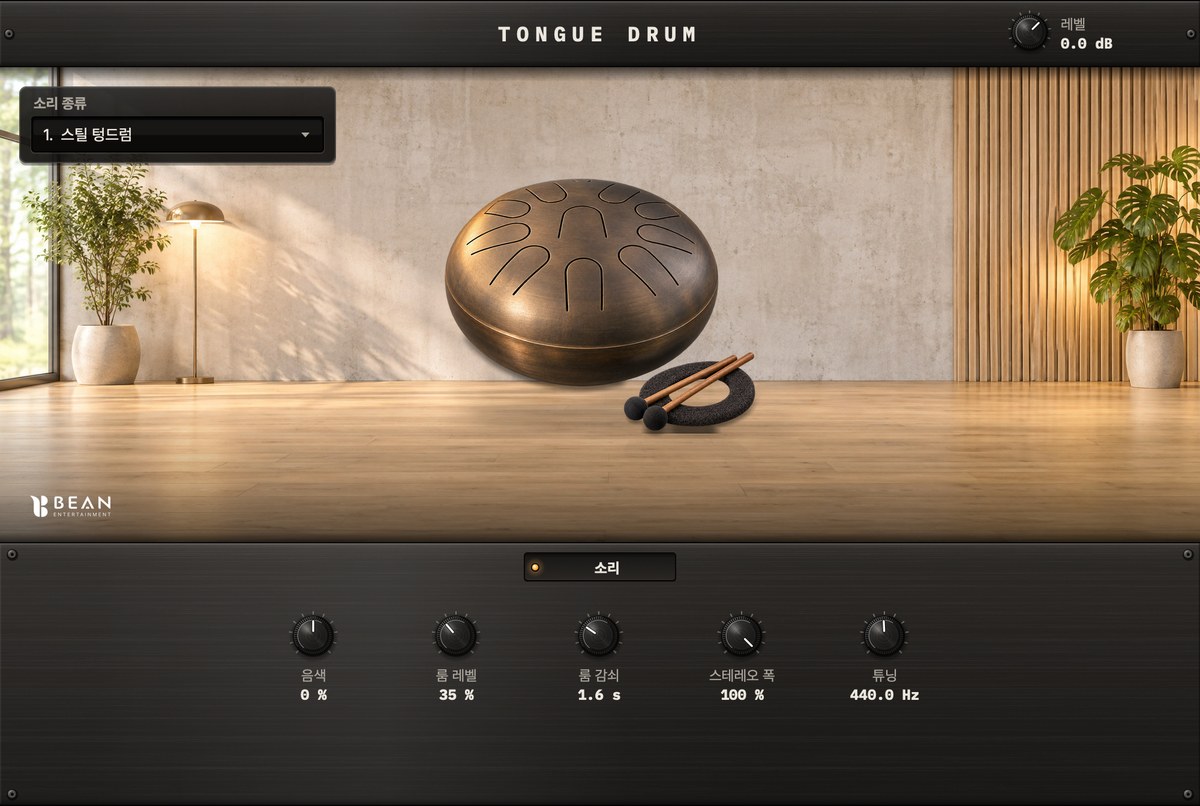 TONGUE DRUM
레벨
0.0 dB
소리 종류
1. 스틸 텅드럼
BEAN
ENTERTAINMENT
소리
음색
0 %
룸 레벨
35 %
룸 감쇠
1.6 s
스테레오 폭
100 %
튜닝
440.0 Hz